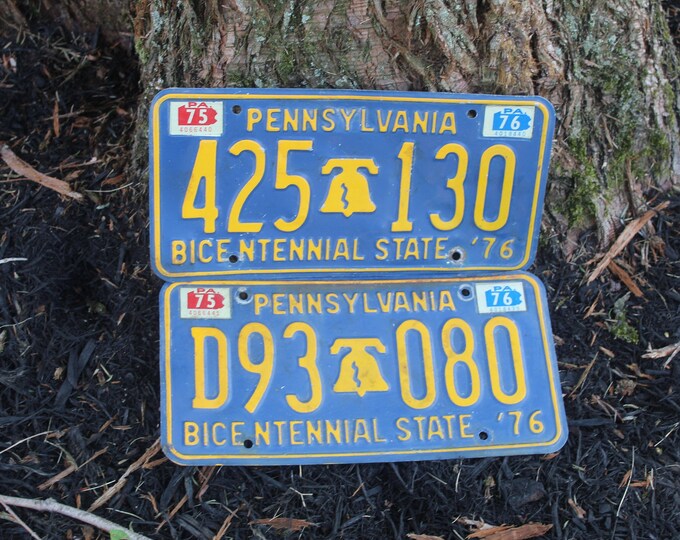 PA 75 PENNSYLVANIA PA 76
425 130
BICENTENNIAL STATE '76
PA 75 PENNSYLVANIA PA 76
D93 080
BICENTENNIAL STATE '76